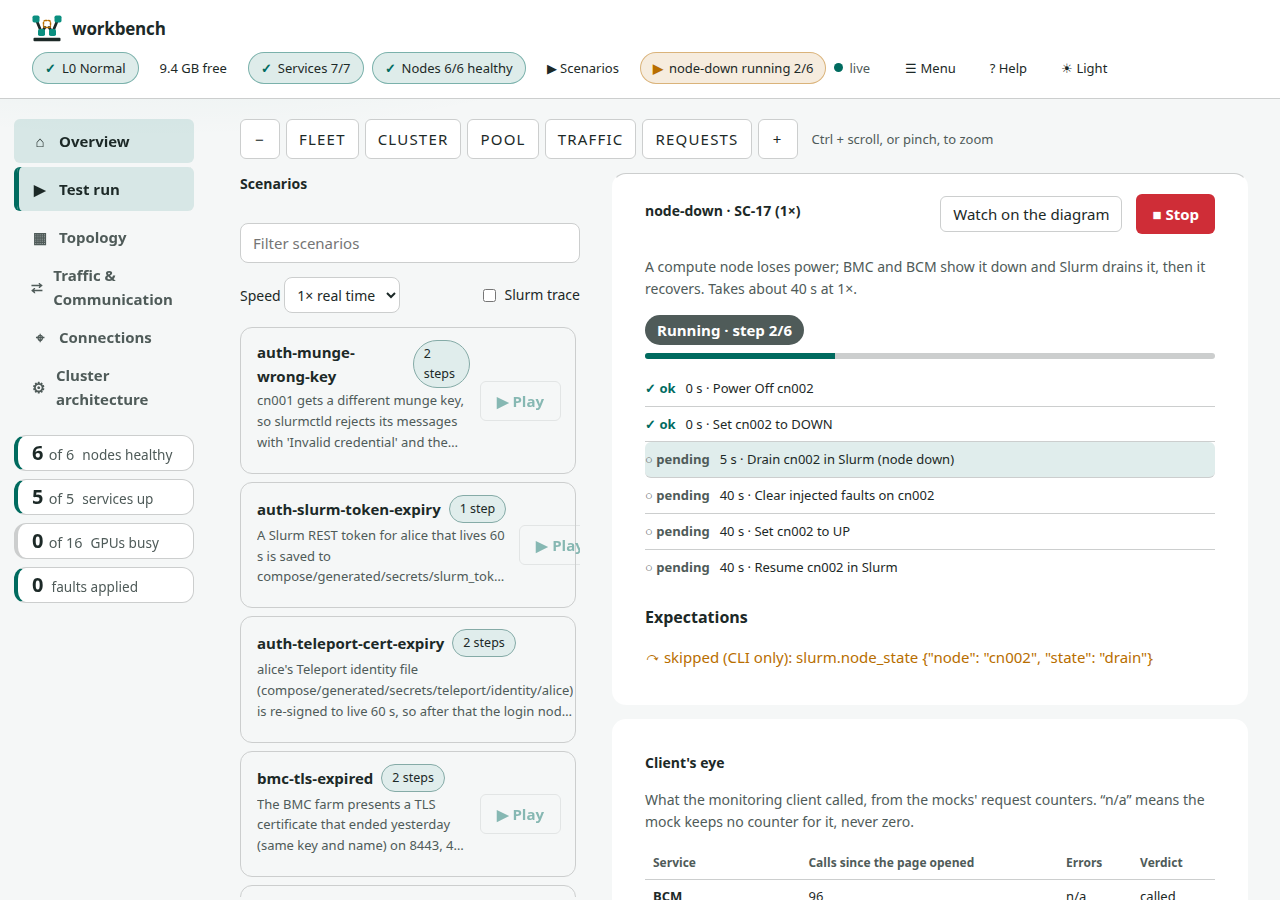 workbench
✓ L0 Normal 9.4 GB free ✓ Services 7/7 ✓ Nodes 6/6 healthy ▶ Scenarios ▶ node-down running 2/6 live ☰ Menu ? Help ☀ Light
Overview
Test run
Topology
Traffic &
Communication
Connections
Cluster
architecture
6 of 6 nodes healthy
5 of 5 services up
0 of 16 GPUs busy
0 faults applied
− FLEET CLUSTER POOL TRAFFIC REQUESTS + Ctrl + scroll, or pinch, to zoom
Scenarios
Filter scenarios
Speed 1× real time Slurm trace
auth-munge-
wrong-key
2
steps
cn001 gets a different munge key,
so slurmctld rejects its messages
with 'Invalid credential' and the…
▶ Play
auth-slurm-token-expiry 1 step
A Slurm REST token for alice that lives 60
s is saved to
compose/generated/secrets/slurm_tok…
▶ Play
auth-teleport-cert-expiry 2 steps
alice's Teleport identity file
(compose/generated/secrets/teleport/identity/alice)
is re-signed to live 60 s, so after that the login nod…
bmc-tls-expired 2 steps
The BMC farm presents a TLS
certificate that ended yesterday
(same key and name) on 8443, 4…
▶ Play
node-down · SC-17 (1×)
Watch on the diagram
■ Stop
A compute node loses power; BMC and BCM show it down and Slurm drains it, then it
recovers. Takes about 40 s at 1×.
Running · step 2/6
✓ ok 0 s · Power Off cn002
✓ ok 0 s · Set cn002 to DOWN
○ pending 5 s · Drain cn002 in Slurm (node down)
○ pending 40 s · Clear injected faults on cn002
○ pending 40 s · Set cn002 to UP
○ pending 40 s · Resume cn002 in Slurm
Expectations
↷ skipped (CLI only): slurm.node_state {"node": "cn002", "state": "drain"}
Client's eye
What the monitoring client called, from the mocks' request counters. “n/a” means the
mock keeps no counter for it, never zero.
Service Calls since the page opened Errors Verdict
BCM 96 n/a called